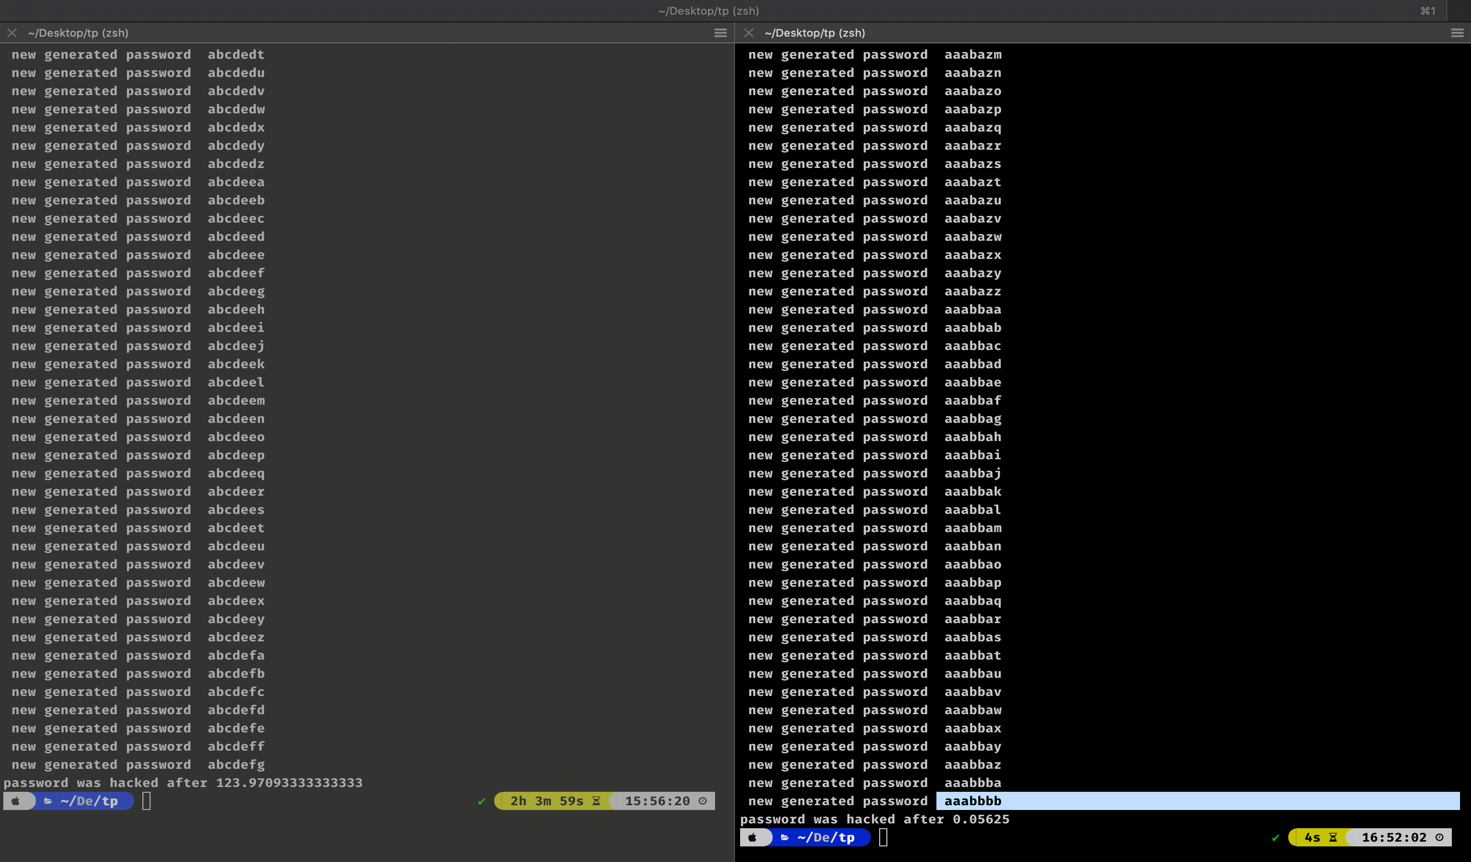 ~/Desktop/tp (zsh)
⌘1
~/Desktop/tp (zsh)
new generated password  abcdedt
new generated password  abcdedu
new generated password  abcdedv
new generated password  abcdedw
new generated password  abcdedx
new generated password  abcdedy
new generated password  abcdedz
new generated password  abcdeea
new generated password  abcdeeb
new generated password  abcdeec
new generated password  abcdeed
new generated password  abcdeee
new generated password  abcdeef
new generated password  abcdeeg
new generated password  abcdeeh
new generated password  abcdeei
new generated password  abcdeej
new generated password  abcdeek
new generated password  abcdeel
new generated password  abcdeem
new generated password  abcdeen
new generated password  abcdeeo
new generated password  abcdeep
new generated password  abcdeeq
new generated password  abcdeer
new generated password  abcdees
new generated password  abcdeet
new generated password  abcdeeu
new generated password  abcdeev
new generated password  abcdeew
new generated password  abcdeex
new generated password  abcdeey
new generated password  abcdeez
new generated password  abcdefa
new generated password  abcdefb
new generated password  abcdefc
new generated password  abcdefd
new generated password  abcdefe
new generated password  abcdeff
new generated password  abcdefg
password was hacked after 123.97093333333333
~/De/tp ✔ 2h 3m 59s 15:56:20
~/Desktop/tp (zsh)
new generated password  aaabazm
new generated password  aaabazn
new generated password  aaabazo
new generated password  aaabazp
new generated password  aaabazq
new generated password  aaabazr
new generated password  aaabazs
new generated password  aaabazt
new generated password  aaabazu
new generated password  aaabazv
new generated password  aaabazw
new generated password  aaabazx
new generated password  aaabazy
new generated password  aaabazz
new generated password  aaabbaa
new generated password  aaabbab
new generated password  aaabbac
new generated password  aaabbad
new generated password  aaabbae
new generated password  aaabbaf
new generated password  aaabbag
new generated password  aaabbah
new generated password  aaabbai
new generated password  aaabbaj
new generated password  aaabbak
new generated password  aaabbal
new generated password  aaabbam
new generated password  aaabban
new generated password  aaabbao
new generated password  aaabbap
new generated password  aaabbaq
new generated password  aaabbar
new generated password  aaabbas
new generated password  aaabbat
new generated password  aaabbau
new generated password  aaabbav
new generated password  aaabbaw
new generated password  aaabbax
new generated password  aaabbay
new generated password  aaabbaz
new generated password  aaabbba
new generated password  aaabbbb
password was hacked after 0.05625
~/De/tp ✔ 4s 16:52:02